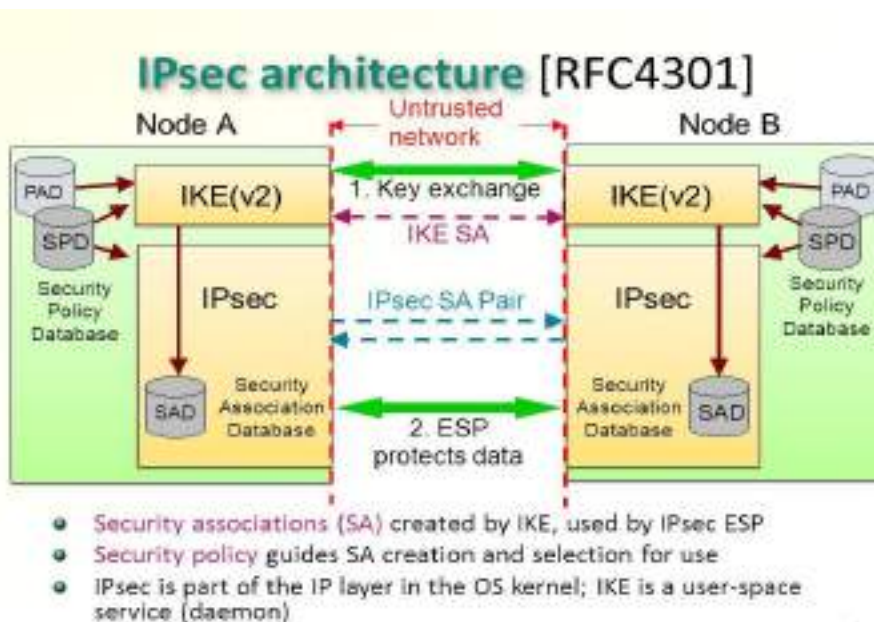 IPsec architecture [RFC4301]
Node A
Untrusted
network
Node B
PAD
SPD
IKE(v2)
1. Key exchange
IKE SA
IKE(v2)
PAD
SPD
Security
Policy
Database
IPsec
IPsec SA Pair
IPsec
Security
Policy
Database
SAD
Security
Association
Database
2. ESP
protects data
Security
Association
Database
SAD
Security associations (SA) created by IKE, used by IPsec ESP
Security policy guides SA creation and selection for use
IPsec is part of the IP layer in the OS kernel; IKE is a user-space
service (daemon)